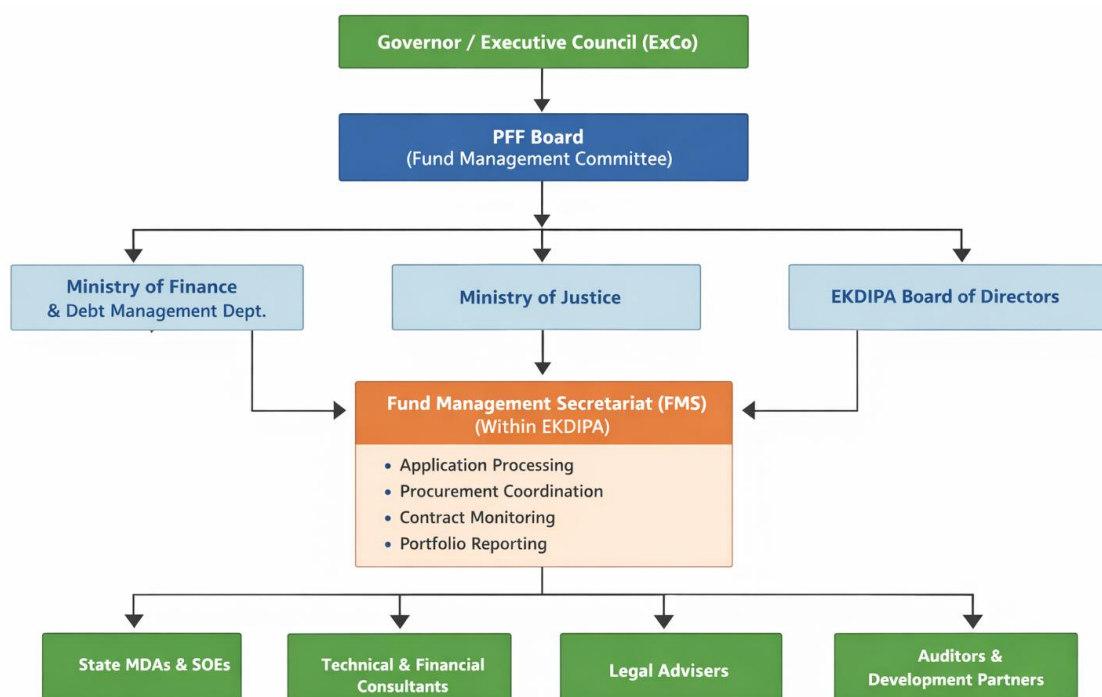 Governor / Executive Council (ExCo)
PFF Board
(Fund Management Committee)
Ministry of Finance
& Debt Management Dept.
Ministry of Justice
EKDIPA Board of Directors
Fund Management Secretariat (FMS)
(Within EKDIPA)
• Application Processing
• Procurement Coordination
• Contract Monitoring
• Portfolio Reporting
State MDAs & SOEs
Technical & Financial
Consultants
Legal Advisers
Auditors &
Development Partners